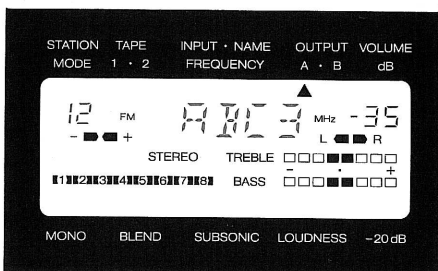 STATION TAPE INPUT · NAME OUTPUT VOLUME
MODE 1 · 2 FREQUENCY A · B dB
12 FM ABC 3 MHz -35
- + L R
STEREO TREBLE
- · +
[1][2][3][4][5][6][7][8] BASS
MONO BLEND SUBSONIC LOUDNESS -20 dB